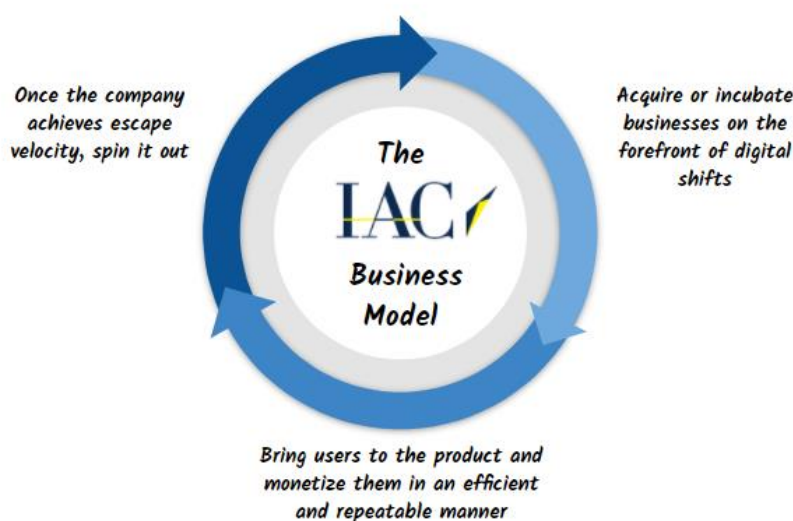 The
IAC
Business
Model
Acquire or incubate
businesses on the
forefront of digital
shifts
Bring users to the product and
monetize them in an efficient
and repeatable manner
Once the company
achieves escape
velocity, spin it out